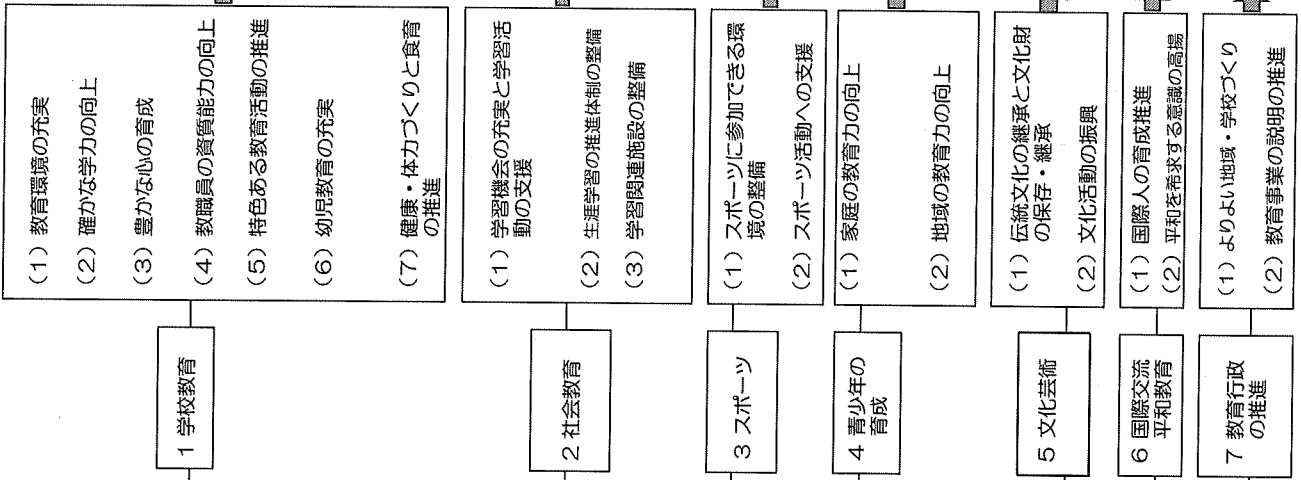 1 学校教育
(1) 教育環境の充実
(2) 確かな学力の向上
(3) 豊かな心の育成
(4) 教職員の資質能力の向上
(5) 特色ある教育活動の推進
(6) 幼児教育の充実
(7) 健康・体力づくりと食育
の推進
2 社会教育
(1) 学習機会の充実と学習活
動の支援
(2) 生涯学習の推進体制の整備
(3) 学習関連施設の整備
3 スポーツ
(1) スポーツに参加できる環
境の整備
(2) スポーツ活動への支援
4 青少年の
育成
(1) 家庭の教育力の向上
(2) 地域の教育力の向上
5 文化芸術
(1) 伝統文化の継承と文化財
の保存・継承
(2) 文化活動の振興
6 国際交流
平和教育
(1) 国際人の育成推進
(2) 平和を希求する意識の高揚
7 教育行政
の推進
(1) よりよい地域・学校づくり
(2) 教育事業の説明の推進